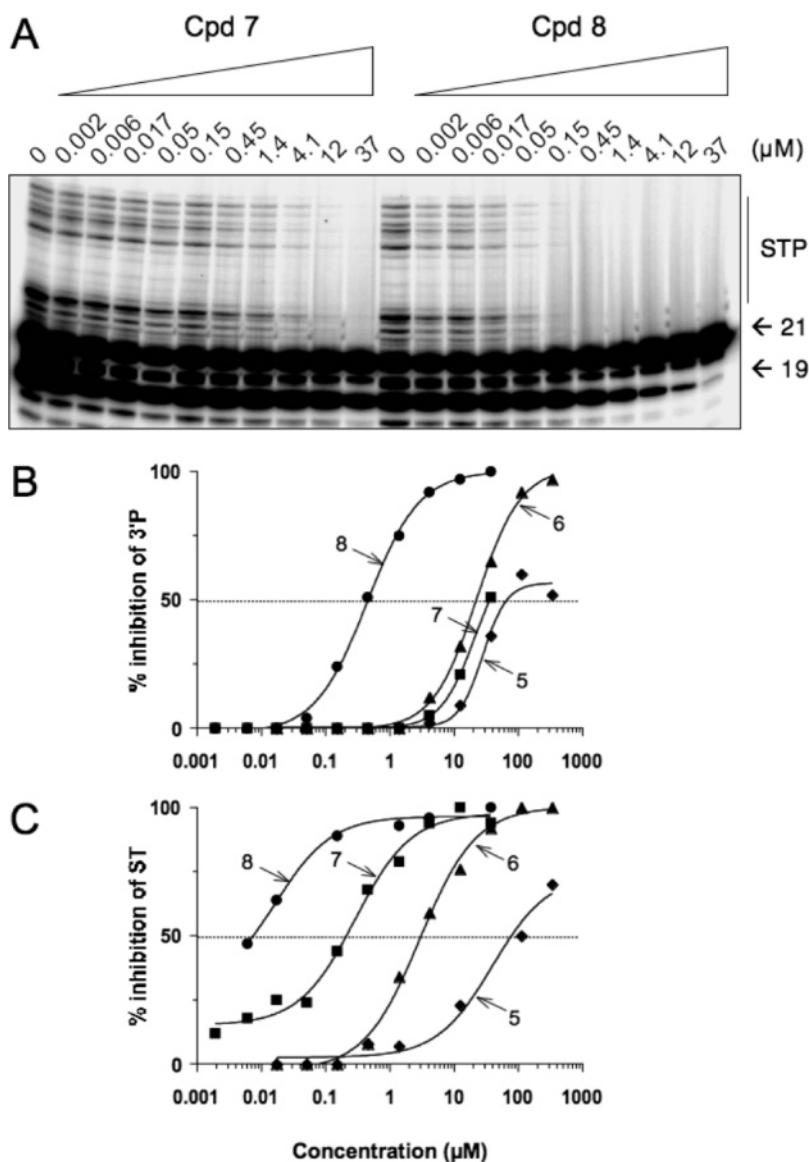 A
Cpd 7 Cpd 8
0 0.002 0.006 0.017 0.05 0.15 0.45 1.4 4.1 12 37 0 0.002 0.006 0.017 0.05 0.15 0.45 1.4 4.1 12 37 (µM)
STP
← 21
← 19
B
% inhibition of 3'P
100
50
0
8
6
7
5
0.001 0.01 0.1 1 10 100 1000
C
% inhibition of ST
100
50
0
8
7
6
5
0.001 0.01 0.1 1 10 100 1000
Concentration (µM)